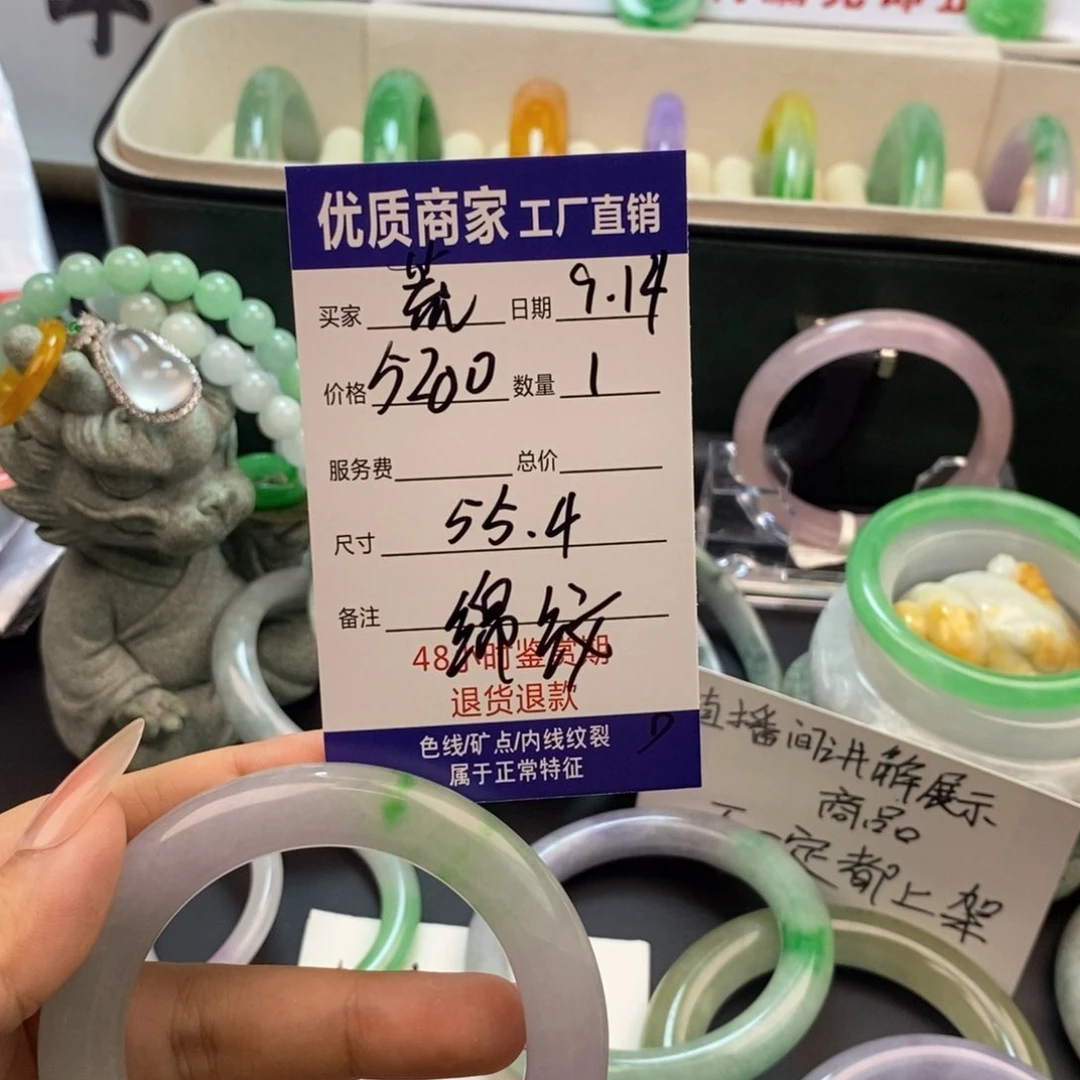 优质商家 工厂直销
买家 日期 9.14
价格 5200 数量 1
服务费 总价
尺寸 55.4
备注 绵纹
48小时鉴赏期
退货退款
色线/矿点/内线纹裂
属于正常特征
直播间讲解展示
商品
不一定都上架